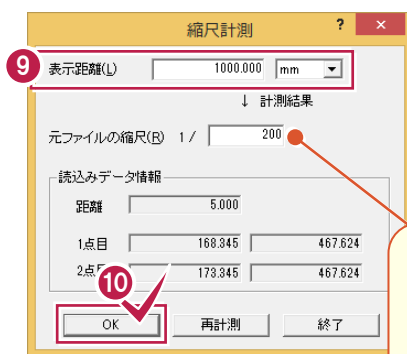 縮尺計測 ? ×
9 表示距離(L) 1000.000 mm
↓ 計測結果
元ファイルの縮尺(R) 1 / 200
読込みデータ情報
距離 5.000
1点目 168.345 467.624
2点目 173.345 467.624
10
OK 再計測 終了